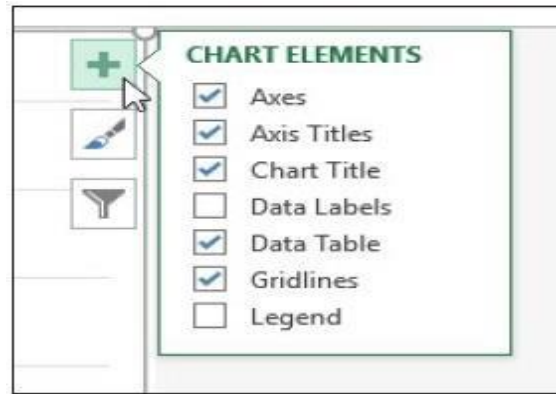 CHART ELEMENTS
Axes
Axis Titles
Chart Title
Data Labels
Data Table
Gridlines
Legend